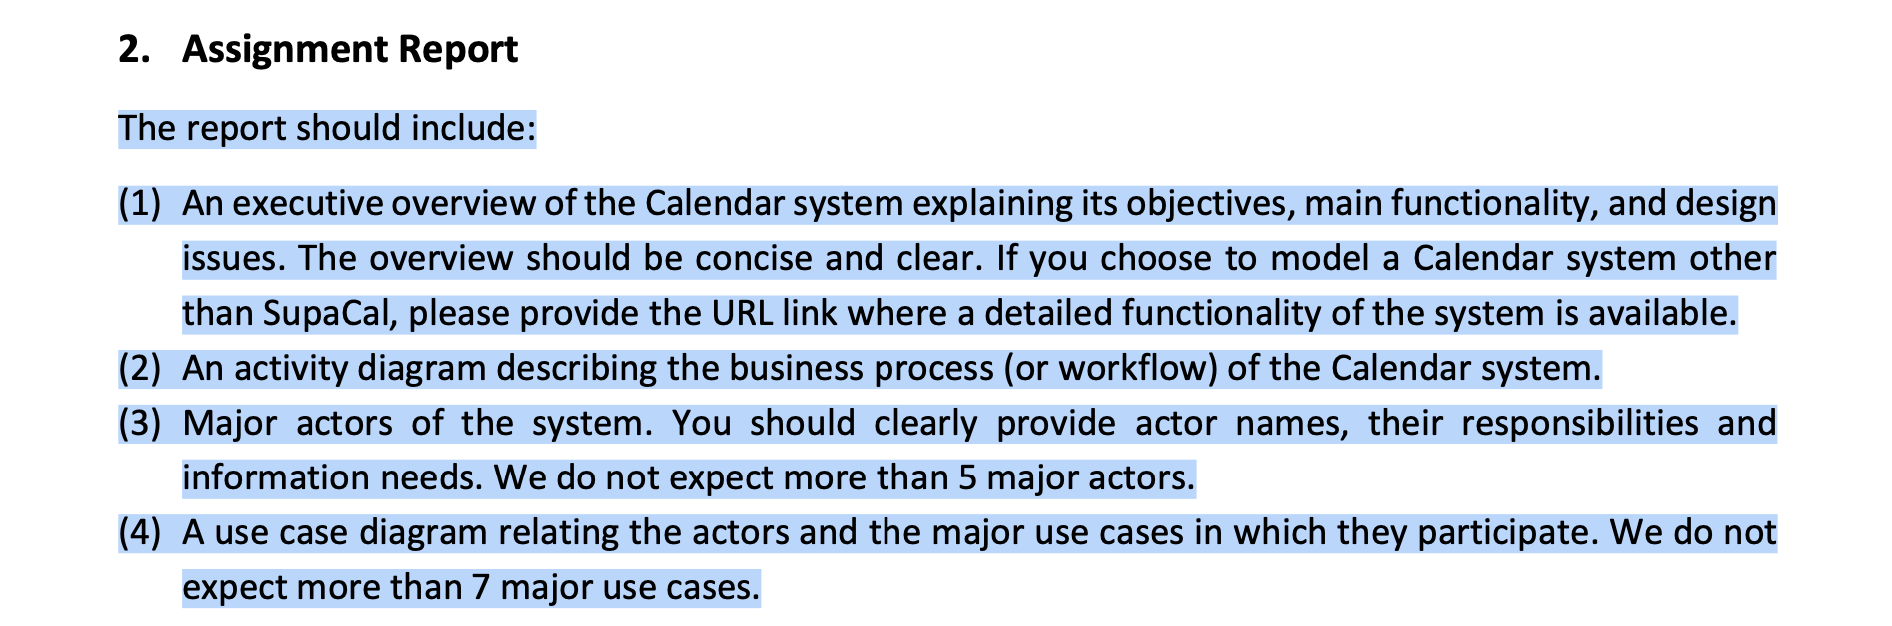 2. Assignment Report
The report should include:
(1) An executive overview of the Calendar system explaining its objectives, main functionality, and design
issues. The overview should be concise and clear. If you choose to model a Calendar system other
than SupaCal, please provide the URL link where a detailed functionality of the system is available.
(2) An activity diagram describing the business process (or workflow) of the Calendar system.
(3) Major actors of the system. You should clearly provide actor names, their responsibilities and
information needs. We do not expect more than 5 major actors.
(4) A use case diagram relating the actors and the major use cases in which they participate. We do not
expect more than 7 major use cases.